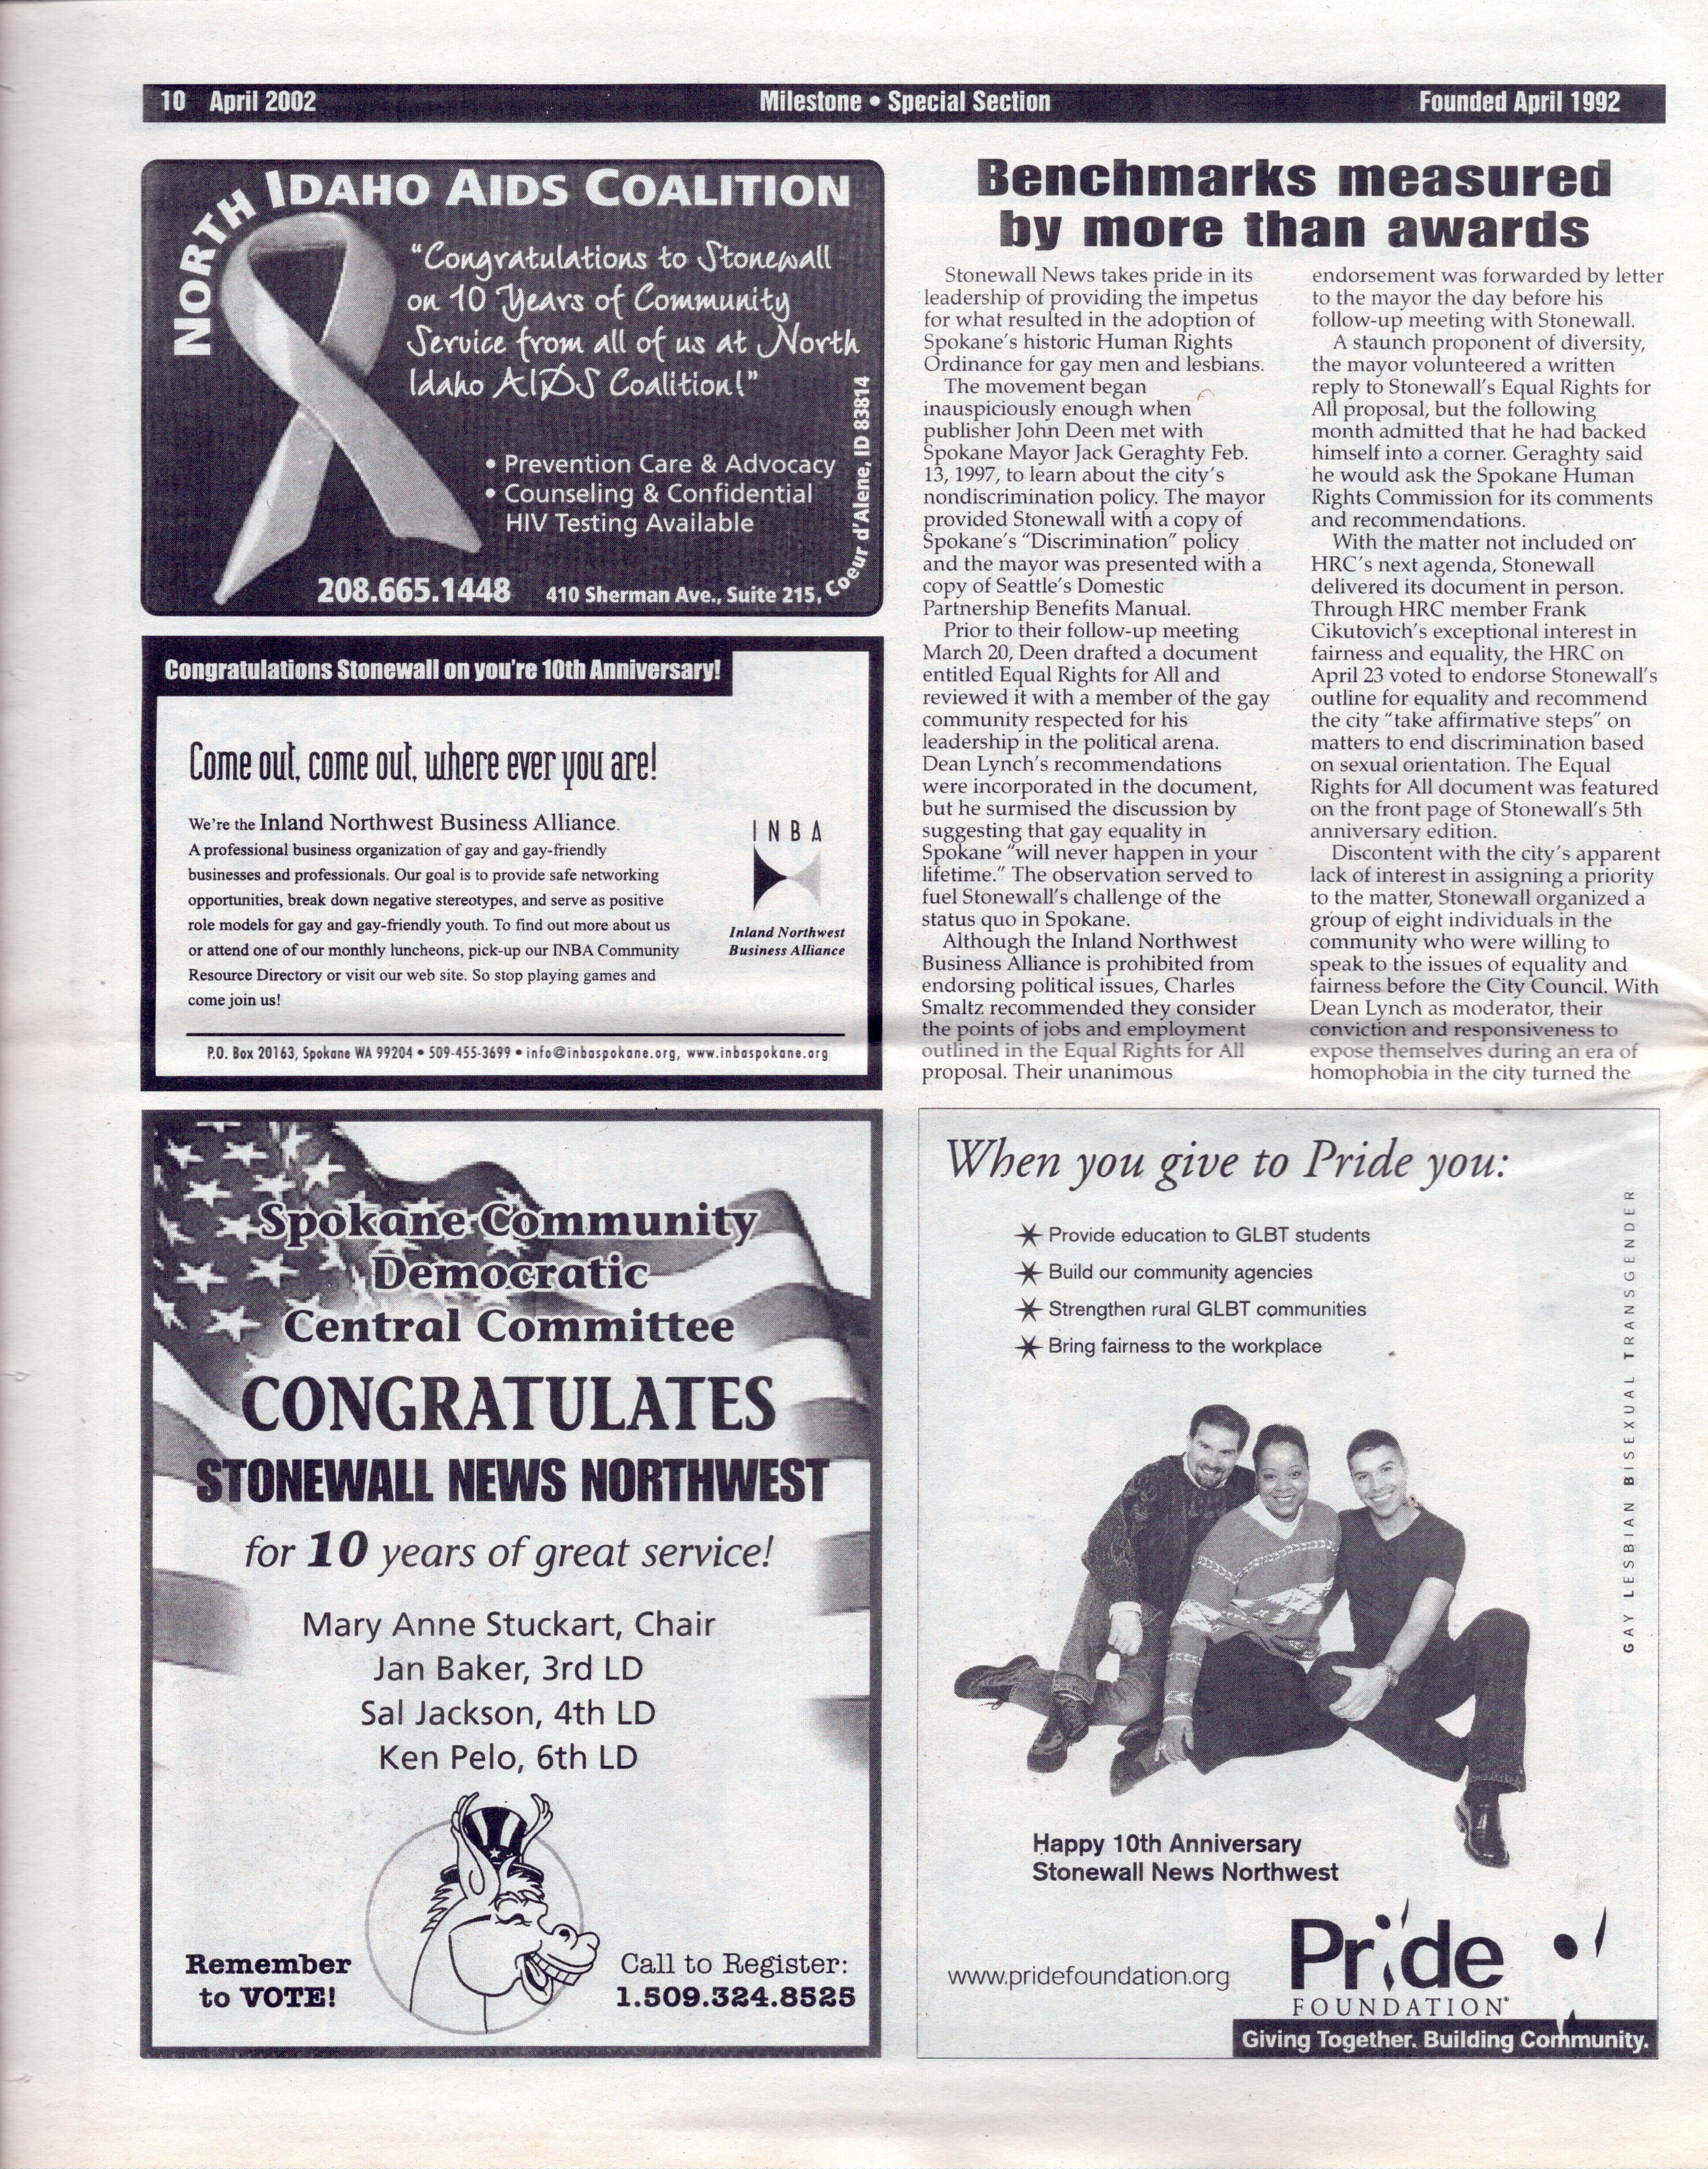 10 April 2002
Milestone • Special Section
Founded April 1992
NORTH IDAHO AIDS COALITION
“Congratulations to Stonewall
on 10 Years of Community
Service from all of us at North
Idaho AIDS Coalition!”
• Prevention Care & Advocacy
• Counseling & Confidential
HIV Testing Available
208.665.1448 410 Sherman Ave., Suite 215, Coeur d'Alene, ID 83814
Congratulations Stonewall on you're 10th Anniversary!
Come out, come out, where ever you are!
We're the Inland Northwest Business Alliance.
A professional business organization of gay and gay-friendly
businesses and professionals. Our goal is to provide safe networking
opportunities, break down negative stereotypes, and serve as positive
role models for gay and gay-friendly youth. To find out more about us
or attend one of our monthly luncheons, pick-up our INBA Community
Resource Directory or visit our web site. So stop playing games and
come join us!
INBA
Inland Northwest
Business Alliance
P.O. Box 20163, Spokane WA 99204 • 509-455-3699 • info@inbaspokane.org, www.inbaspokane.org
Spokane Community
Democratic
Central Committee
CONGRATULATES
STONEWALL NEWS NORTHWEST
for 10 years of great service!
Mary Anne Stuckart, Chair
Jan Baker, 3rd LD
Sal Jackson, 4th LD
Ken Pelo, 6th LD
Remember
to VOTE!
Call to Register:
1.509.324.8525
Benchmarks measured
by more than awards
Stonewall News takes pride in its
leadership of providing the impetus
for what resulted in the adoption of
Spokane's historic Human Rights
Ordinance for gay men and lesbians.
The movement began
inauspiciously enough when
publisher John Deen met with
Spokane Mayor Jack Geraghty Feb.
13, 1997, to learn about the city's
nondiscrimination policy. The mayor
provided Stonewall with a copy of
Spokane's “Discrimination” policy
and the mayor was presented with a
copy of Seattle's Domestic
Partnership Benefits Manual.
Prior to their follow-up meeting
March 20, Deen drafted a document
entitled Equal Rights for All and
reviewed it with a member of the gay
community respected for his
leadership in the political arena.
Dean Lynch's recommendations
were incorporated in the document,
but he surmised the discussion by
suggesting that gay equality in
Spokane “will never happen in your
lifetime.” The observation served to
fuel Stonewall's challenge of the
status quo in Spokane.
Although the Inland Northwest
Business Alliance is prohibited from
endorsing political issues, Charles
Smaltz recommended they consider
the points of jobs and employment
outlined in the Equal Rights for All
proposal. Their unanimous
endorsement was forwarded by letter
to the mayor the day before his
follow-up meeting with Stonewall.
A staunch proponent of diversity,
the mayor volunteered a written
reply to Stonewall's Equal Rights for
All proposal, but the following
month admitted that he had backed
himself into a corner. Geraghty said
he would ask the Spokane Human
Rights Commission for its comments
and recommendations.
With the matter not included on
HRC's next agenda, Stonewall
delivered its document in person.
Through HRC member Frank
Cikutovich's exceptional interest in
fairness and equality, the HRC on
April 23 voted to endorse Stonewall's
outline for equality and recommend
the city “take affirmative steps” on
matters to end discrimination based
on sexual orientation. The Equal
Rights for All document was featured
on the front page of Stonewall's 5th
anniversary edition.
Discontent with the city's apparent
lack of interest in assigning a priority
to the matter, Stonewall organized a
group of eight individuals in the
community who were willing to
speak to the issues of equality and
fairness before the City Council. With
Dean Lynch as moderator, their
conviction and responsiveness to
expose themselves during an era of
homophobia in the city turned the
When you give to Pride you:
Provide education to GLBT students
Build our community agencies
Strengthen rural GLBT communities
Bring fairness to the workplace
GAY LESBIAN BISEXUAL TRANSGENDER
Happy 10th Anniversary
Stonewall News Northwest
www.pridefoundation.org
Pride
FOUNDATION
Giving Together. Building Community.